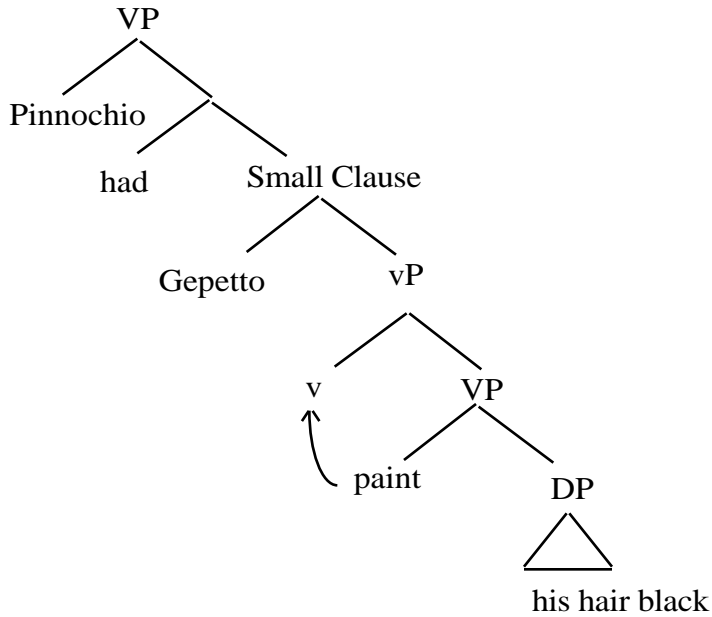 VP
Pinnochio
had
Small Clause
Gepetto
vP
v
VP
paint
DP
his hair black